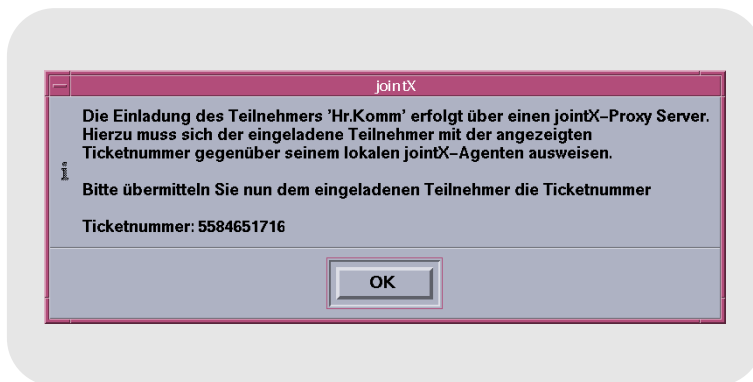 jointX
Die Einladung des Teilnehmers 'Hr.Komm' erfolgt über einen jointX-Proxy Server.
Hierzu muss sich der eingeladene Teilnehmer mit der angezeigten
Ticketnummer gegenüber seinem lokalen jointX-Agenten ausweisen.
Bitte übermitteln Sie nun dem eingeladenen Teilnehmer die Ticketnummer
Ticketnummer: 5584651716
OK